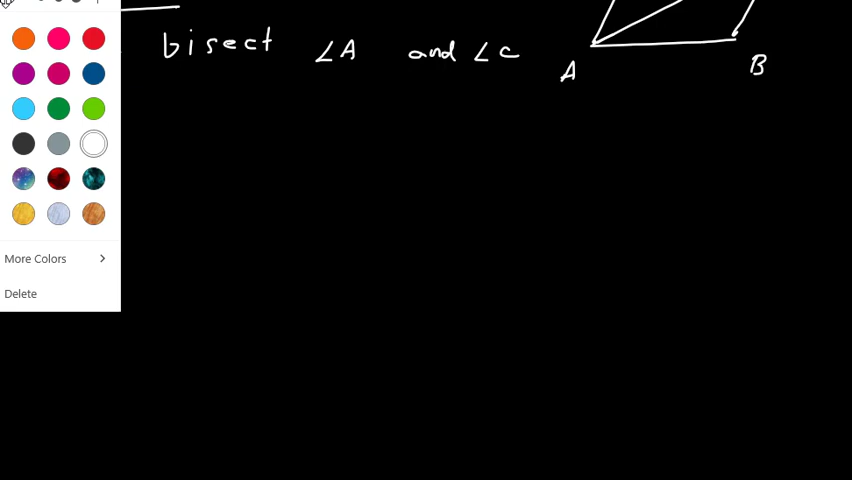 bisect ∠A and ∠C
A
B
More Colors
Delete